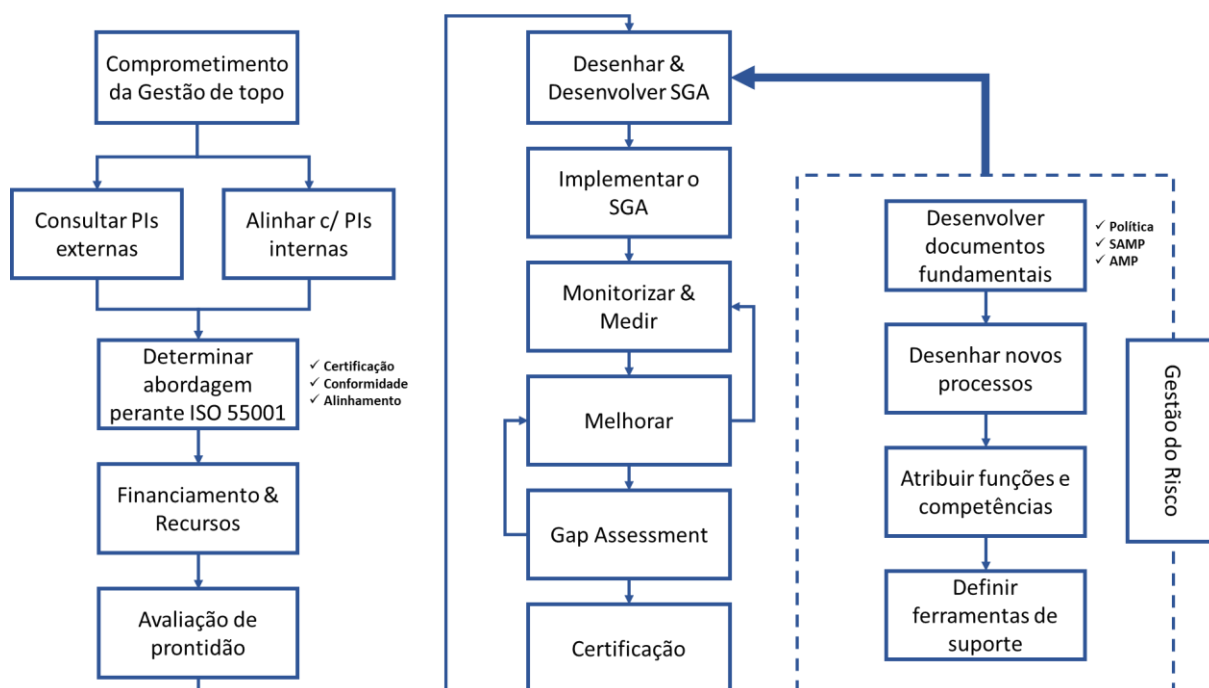 Comprometimento
da Gestão de topo
Consultar PIs
externas
Alinhar c/ PIs
internas
Determinar
abordagem
perante ISO 55001
✓ Certificação
✓ Conformidade
✓ Alinhamento
Financiamento &
Recursos
Avaliação de
prontidão
Desenhar &
Desenvolver SGA
Implementar o
SGA
Monitorizar &
Medir
Melhorar
Gap Assessment
Certificação
Desenvolver
documentos
fundamentais
✓ Política
✓ SAMP
✓ AMP
Desenhar novos
processos
Atribuir funções e
competências
Definir
ferramentas de
suporte
Gestão do Risco